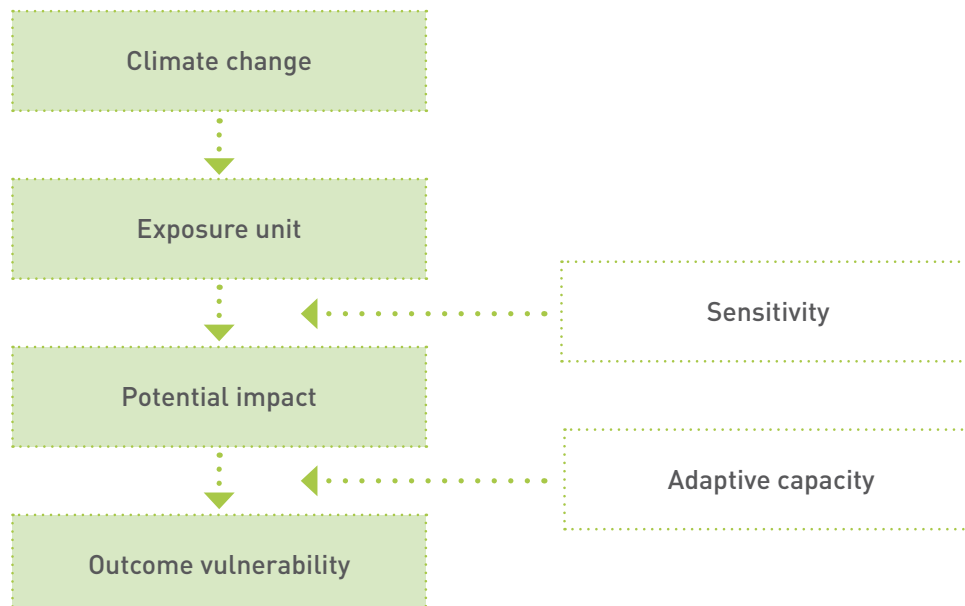 Climate change
Exposure unit
Sensitivity
Potential impact
Adaptive capacity
Outcome vulnerability